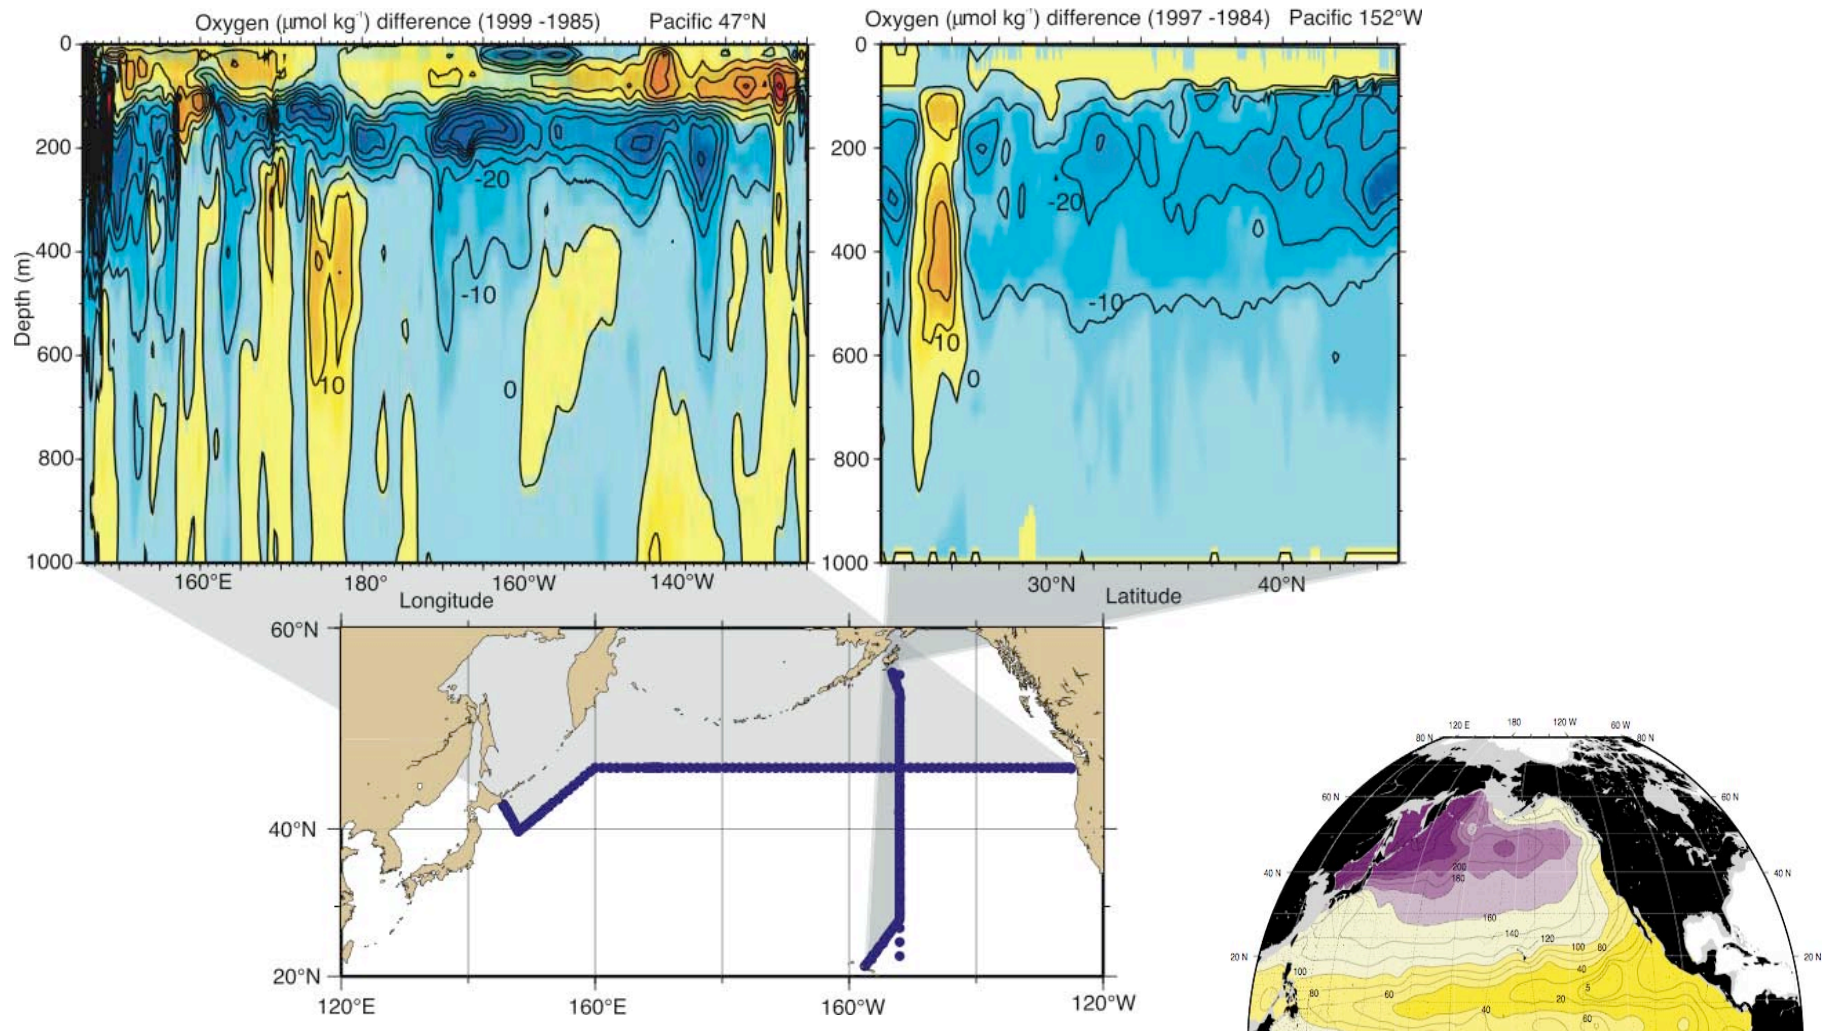 Oxygen (µmol kg⁻¹) difference (1999 -1985) Pacific 47°N
Oxygen (µmol kg⁻¹) difference (1997 -1984) Pacific 152°W
0
200
400
600
800
1000
Depth (m)
-20
-10
0
10
160°E 180° 160°W 140°W
Longitude
0
200
400
600
800
1000
-20
-10
10
0
30°N 40°N
Latitude
60°N
40°N
20°N
120°E 160°E 160°W 120°W
120 E 180 120 W 60 W
80 N 80 N
60 N 60 N
40 N 40 N
20 N 20 N
200
180
160
140 120 100 80
100 40
80 60 5
40 20
60